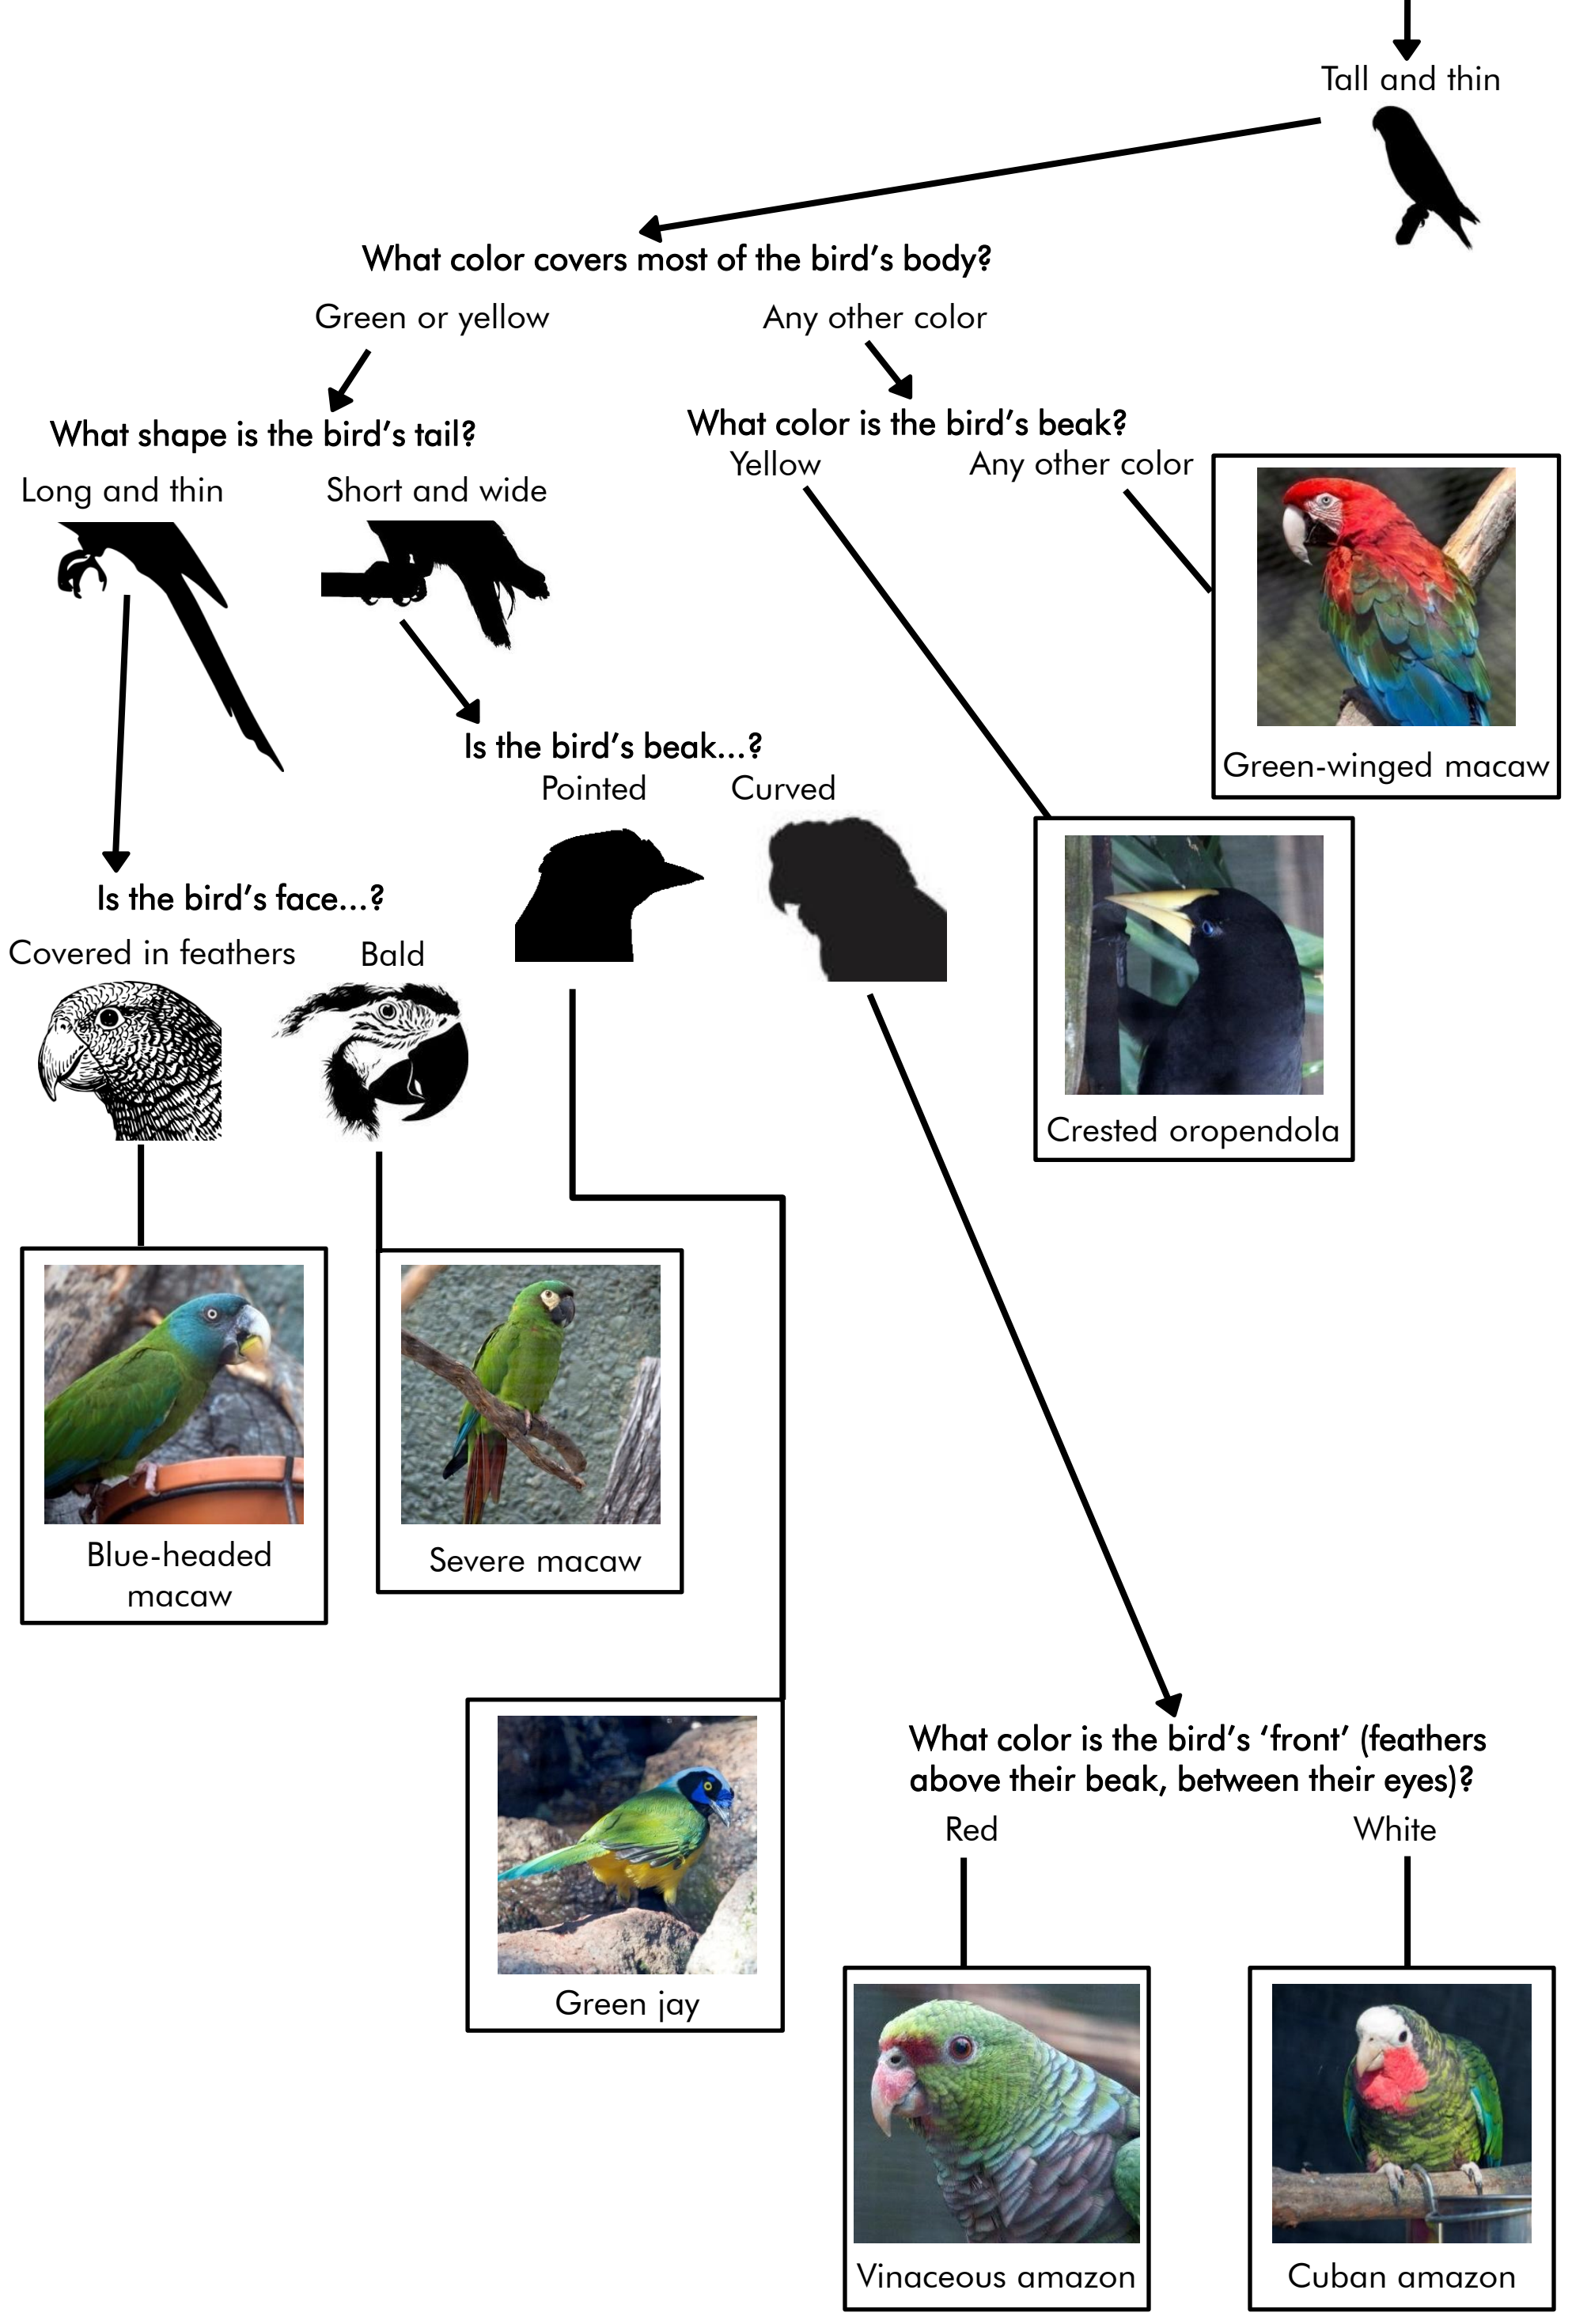 Tall and thin
What color covers most of the bird's body?
Green or yellow
Any other color
What shape is the bird's tail?
Long and thin
Short and wide
What color is the bird's beak?
Yellow
Any other color
Green-winged macaw
Is the bird's beak...?
Pointed
Curved
Crested oropendola
Is the bird's face...?
Covered in feathers
Bald
Blue-headed
macaw
Severe macaw
Green jay
What color is the bird's ‘front’ (feathers
above their beak, between their eyes)?
Red
White
Vinaceous amazon
Cuban amazon